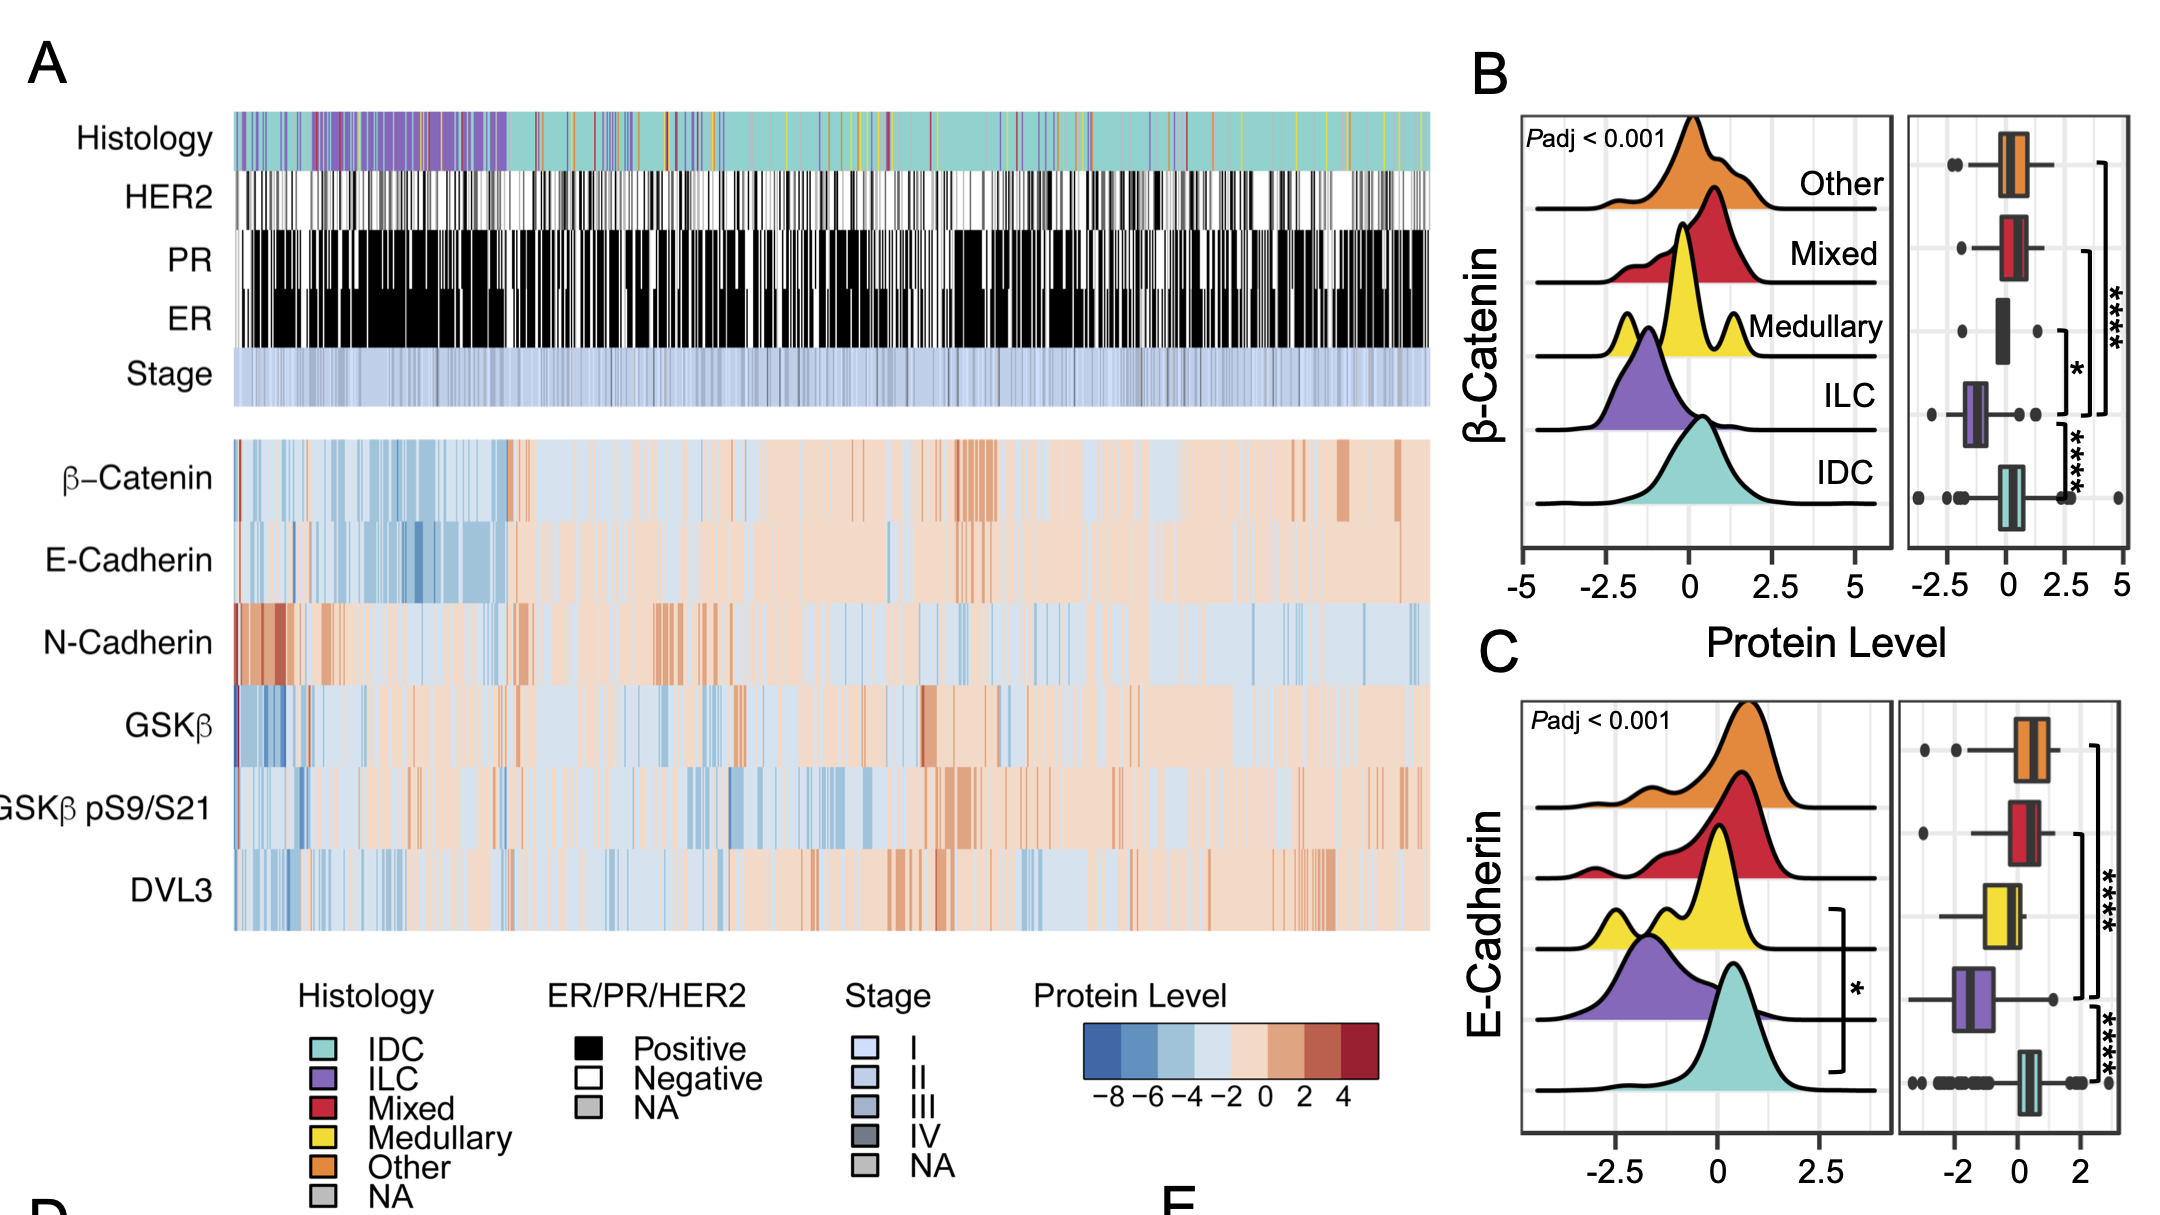 A
Histology
HER2
PR
ER
Stage
β−Catenin
E-Cadherin
N-Cadherin
GSKβ
GSKβ pS9/S21
DVL3
Histology
IDC
ILC
Mixed
Medullary
Other
NA
ER/PR/HER2
Positive
Negative
NA
Stage
I
II
III
IV
NA
Protein Level
−8 −6 −4 −2 0 2 4
B
β-Catenin
Padj < 0.001
Other
Mixed
Medullary
ILC
IDC
****
*
****
-5 -2.5 0 2.5 5
-2.5 0 2.5 5
Protein Level
C
E-Cadherin
Padj < 0.001
*
****
****
-2.5 0 2.5
-2 0 2